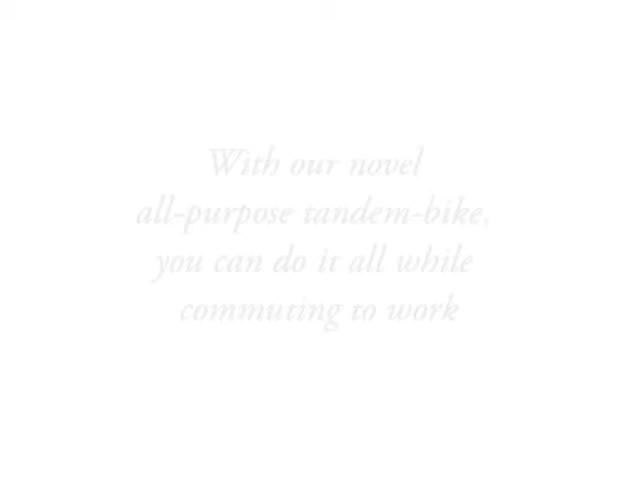 With our novel
all-purpose tandem-bike,
you can do it all while
commuting to work